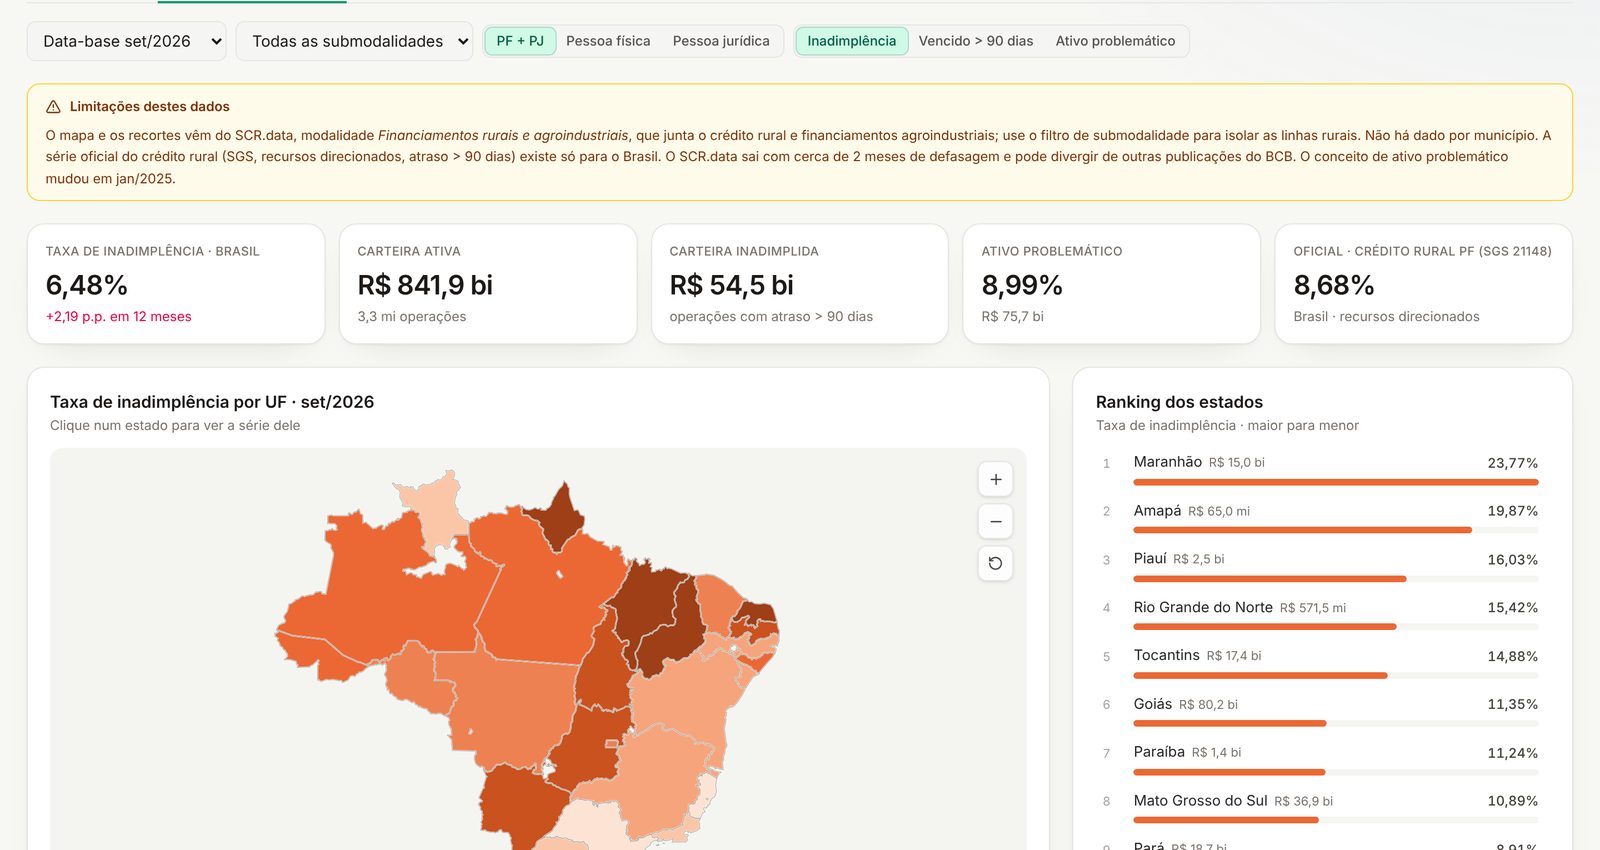 Data-base set/2026
Todas as submodalidades
PF + PJ
Pessoa física
Pessoa jurídica
Inadimplência
Vencido > 90 dias
Ativo problemático
Limitações destes dados
O mapa e os recortes vêm do SCR.data, modalidade Financiamentos rurais e agroindustriais, que junta o crédito rural e financiamentos agroindustriais; use o filtro de submodalidade para isolar as linhas rurais. Não há dado por município. A
série oficial do crédito rural (SGS, recursos direcionados, atraso > 90 dias) existe só para o Brasil. O SCR.data sai com cerca de 2 meses de defasagem e pode divergir de outras publicações do BCB. O conceito de ativo problemático
mudou em jan/2025.
TAXA DE INADIMPLÊNCIA · BRASIL
6,48%
+2,19 p.p. em 12 meses
CARTEIRA ATIVA
R$ 841,9 bi
3,3 mi operações
CARTEIRA INADIMPLIDA
R$ 54,5 bi
operações com atraso > 90 dias
ATIVO PROBLEMÁTICO
8,99%
R$ 75,7 bi
OFICIAL · CRÉDITO RURAL PF (SGS 21148)
8,68%
Brasil · recursos direcionados
Taxa de inadimplência por UF · set/2026
Clique num estado para ver a série dele
Ranking dos estados
Taxa de inadimplência · maior para menor
1 Maranhão R$ 15,0 bi 23,77%
2 Amapá R$ 65,0 mi 19,87%
3 Piauí R$ 2,5 bi 16,03%
4 Rio Grande do Norte R$ 571,5 mi 15,42%
5 Tocantins R$ 17,4 bi 14,88%
6 Goiás R$ 80,2 bi 11,35%
7 Paraíba R$ 1,4 bi 11,24%
8 Mato Grosso do Sul R$ 36,9 bi 10,89%
9 Pará R$ 18,7 bi 8,91%